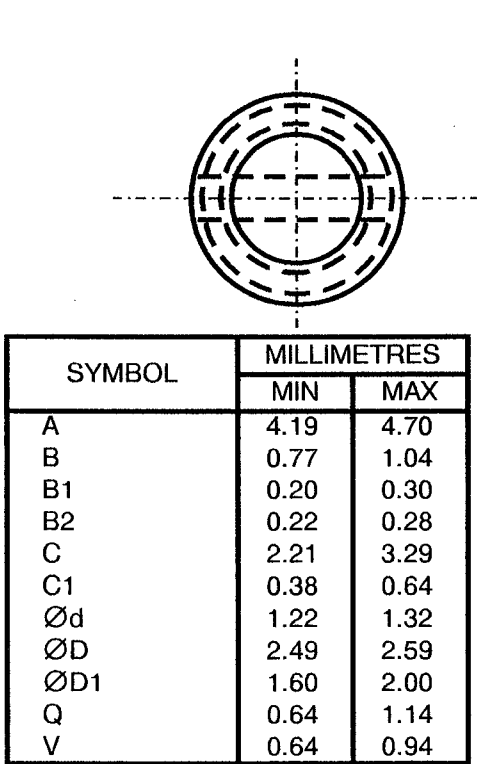 SYMBOL MILLIMETRES
MIN MAX
A 4.19 4.70
B 0.77 1.04
B1 0.20 0.30
B2 0.22 0.28
C 2.21 3.29
C1 0.38 0.64
Ød 1.22 1.32
ØD 2.49 2.59
ØD1 1.60 2.00
Q 0.64 1.14
V 0.64 0.94